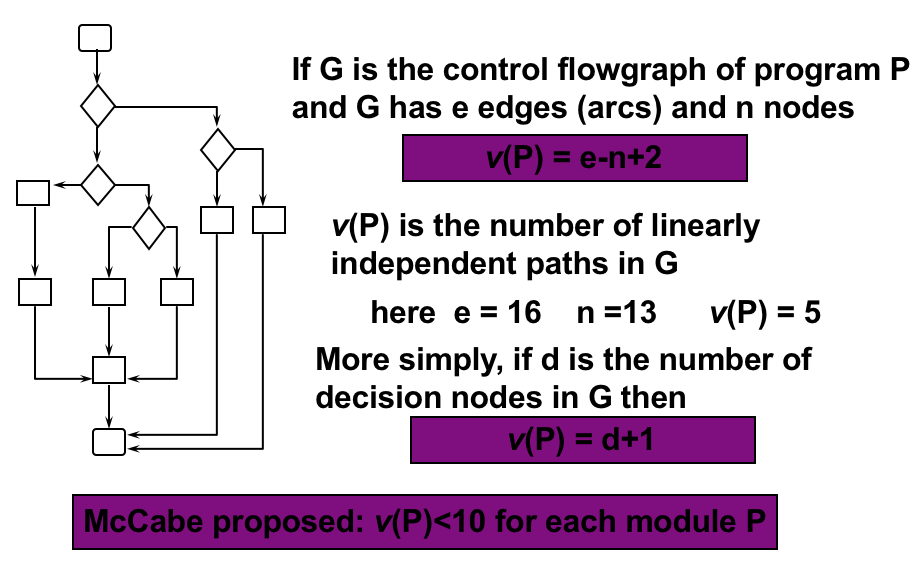 If G is the control flowgraph of program P
and G has e edges (arcs) and n nodes
v(P) = e-n+2
v(P) is the number of linearly
independent paths in G
here e = 16 n =13 v(P) = 5
More simply, if d is the number of
decision nodes in G then
v(P) = d+1
McCabe proposed: v(P)<10 for each module P